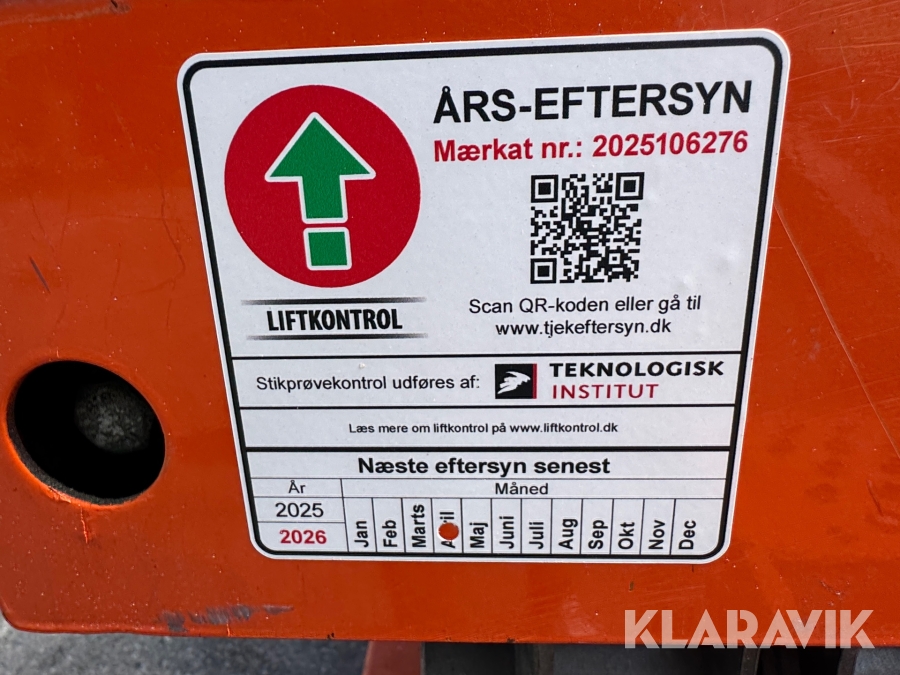 ÅRS-EFTERSYN
Mærkat nr.: 2025106276
Scan QR-koden eller gå til
www.tjekeftersyn.dk
LIFTKONTROL
Stikprøvekontrol udføres af:
TEKNOLOGISK
INSTITUT
Læs mere om liftkontrol på www.liftkontrol.dk
Næste eftersyn senest
År Måned
2025
2026
Jan Feb Marts April Maj Juni Juli Aug Sep Okt Nov Dec
KLARAVIK